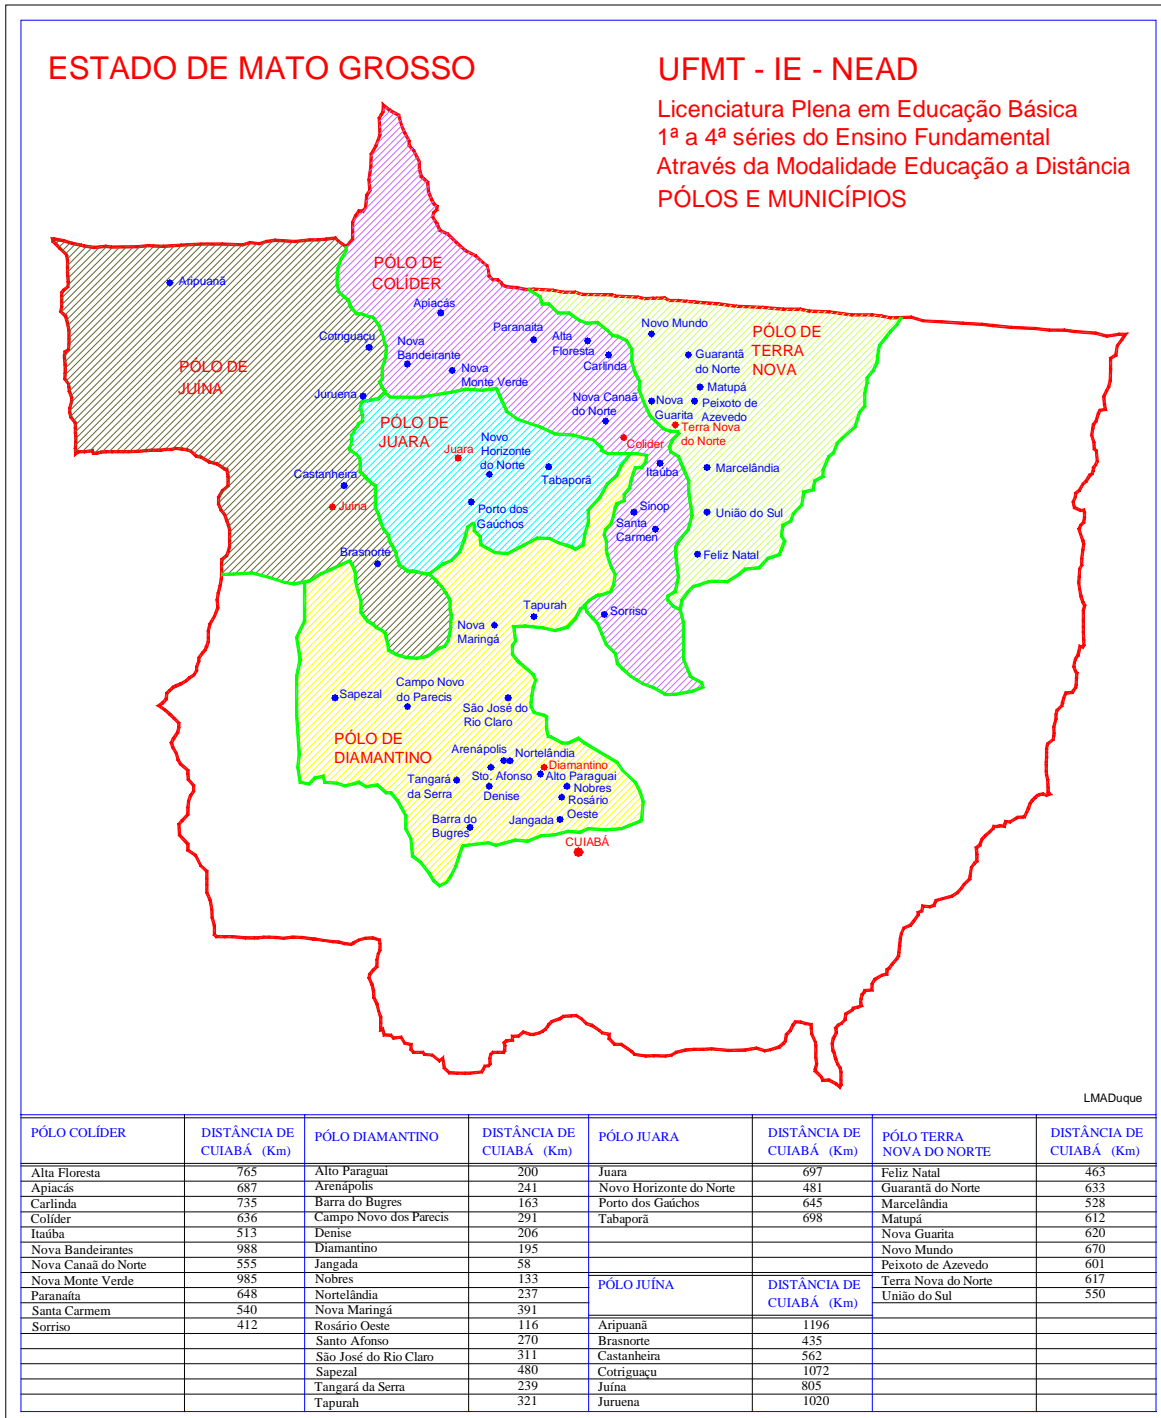 ESTADO DE MATO GROSSO
UFMT - IE - NEAD
Licenciatura Plena em Educação Básica
1ª a 4ª séries do Ensino Fundamental
Através da Modalidade Educação a Distância
PÓLOS E MUNICÍPIOS
PÓLO DE
COLÍDER
Aripuanã
Apiacás
Cotriguaçu
Nova
Bandeirante
Nova
Monte Verde
Paranaita
Alta
Floresta
Carlinda
Novo Mundo
PÓLO DE
TERRA
NOVA
Guarantã
do Norte
Matupá
Peixoto de
Azevedo
Nova
Guarita
Terra Nova
do Norte
PÓLO DE
JUÍNA
Juruena
Nova Canaã
do Norte
Colider
PÓLO DE
JUARA
Juara
Novo
Horizonte
do Norte
Tabaporã
Porto dos
Gaúchos
Itaúba
Marcelândia
Castanheira
Juína
Sinop
Santa
Carmen
União do Sul
Brasnorte
Feliz Natal
Tapurah
Sorriso
Nova
Maringá
Sapezal
Campo Novo
do Parecis
São José do
Rio Claro
PÓLO DE
DIAMANTINO
Arenápolis
Nortelândia
Diamantino
Sto. Afonso
Alto Paraguai
Tangará
da Serra
Denise
Nobres
Rosário
Oeste
Jangada
Barra do
Bugres
CUIABÁ
LMADuque
PÓLO COLÍDER
DISTÂNCIA DE
CUIABÁ (Km)
Alta Floresta 765
Apiacás 687
Carlinda 735
Colíder 636
Itaúba 513
Nova Bandeirantes 988
Nova Canaã do Norte 555
Nova Monte Verde 985
Paranaíta 648
Santa Carmem 540
Sorriso 412
PÓLO DIAMANTINO
DISTÂNCIA DE
CUIABÁ (Km)
Alto Paraguai 200
Arenápolis 241
Barra do Bugres 163
Campo Novo dos Parecis 291
Denise 206
Diamantino 195
Jangada 58
Nobres 133
Nortelândia 237
Nova Maringá 391
Rosário Oeste 116
Santo Afonso 270
São José do Rio Claro 311
Sapezal 480
Tangará da Serra 239
Tapurah 321
PÓLO JUARA
DISTÂNCIA DE
CUIABÁ (Km)
Juara 697
Novo Horizonte do Norte 481
Porto dos Gaúchos 645
Tabaporã 698
PÓLO JUÍNA
DISTÂNCIA DE
CUIABÁ (Km)
Aripuanã 1196
Brasnorte 435
Castanheira 562
Cotriguaçu 1072
Juína 805
Juruena 1020
PÓLO TERRA
NOVA DO NORTE
DISTÂNCIA DE
CUIABÁ (Km)
Feliz Natal 463
Guarantã do Norte 633
Marcelândia 528
Matupá 612
Nova Guarita 620
Novo Mundo 670
Peixoto de Azevedo 601
Terra Nova do Norte 617
União do Sul 550